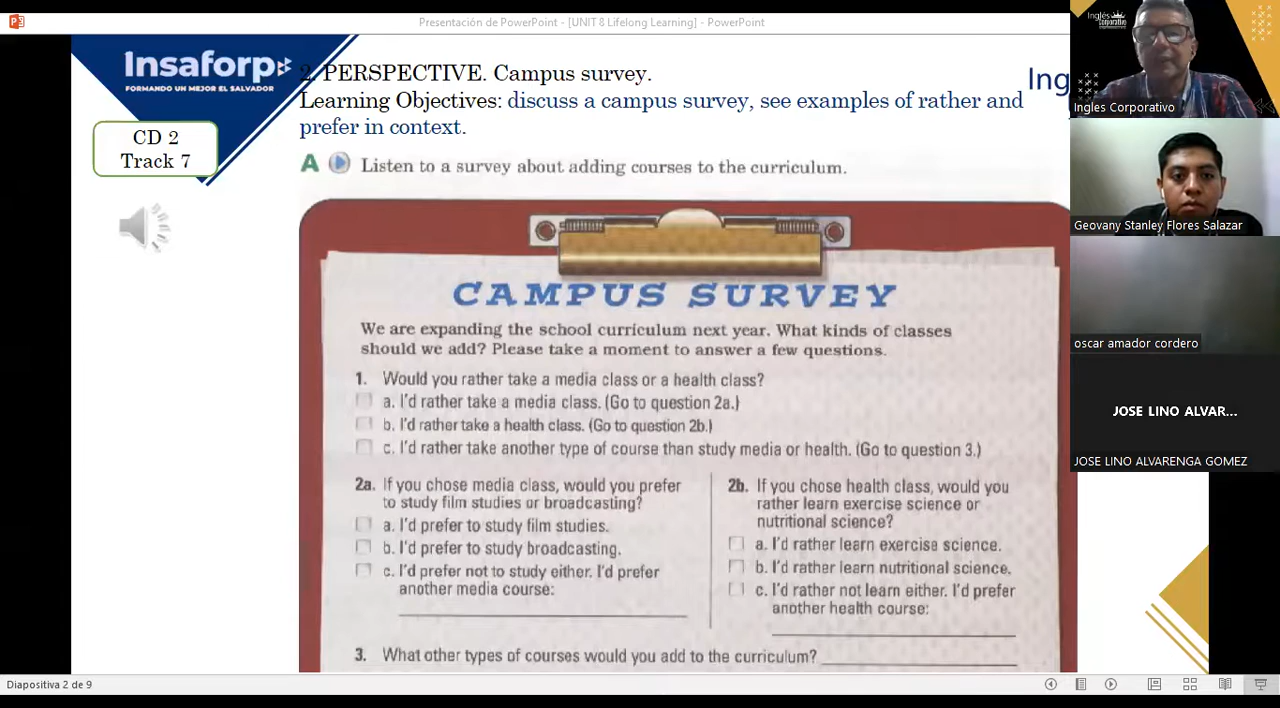 Presentación de PowerPoint - [UNIT 8 Lifelong Learning] - PowerPoint
Insaforp
FORMANDO UN MEJOR EL SALVADOR
2. PERSPECTIVE. Campus survey.
Learning Objectives: discuss a campus survey, see examples of rather and
prefer in context.
Ing
CD 2
Track 7
A Listen to a survey about adding courses to the curriculum.
CAMPUS SURVEY
We are expanding the school curriculum next year. What kinds of classes
should we add? Please take a moment to answer a few questions.
1. Would you rather take a media class or a health class?
a. I'd rather take a media class. (Go to question 2a.)
b. I'd rather take a health class. (Go to question 2b.)
c. I'd rather take another type of course than study media or health. (Go to question 3.)
2a. If you chose media class, would you prefer
to study film studies or broadcasting?
a. I'd prefer to study film studies.
b. I'd prefer to study broadcasting.
c. I'd prefer not to study either. I'd prefer
another media course:
2b. If you chose health class, would you
rather learn exercise science or
nutritional science?
a. I'd rather learn exercise science.
b. I'd rather learn nutritional science.
c. I'd rather not learn either. I'd prefer
another health course:
3. What other types of courses would you add to the curriculum?
Diapositiva 2 de 9
Inglés
Corporativo
Ingles Corporativo
Geovany Stanley Flores Salazar
oscar amador cordero
JOSE LINO ALVAR...
JOSE LINO ALVARENGA GOMEZ